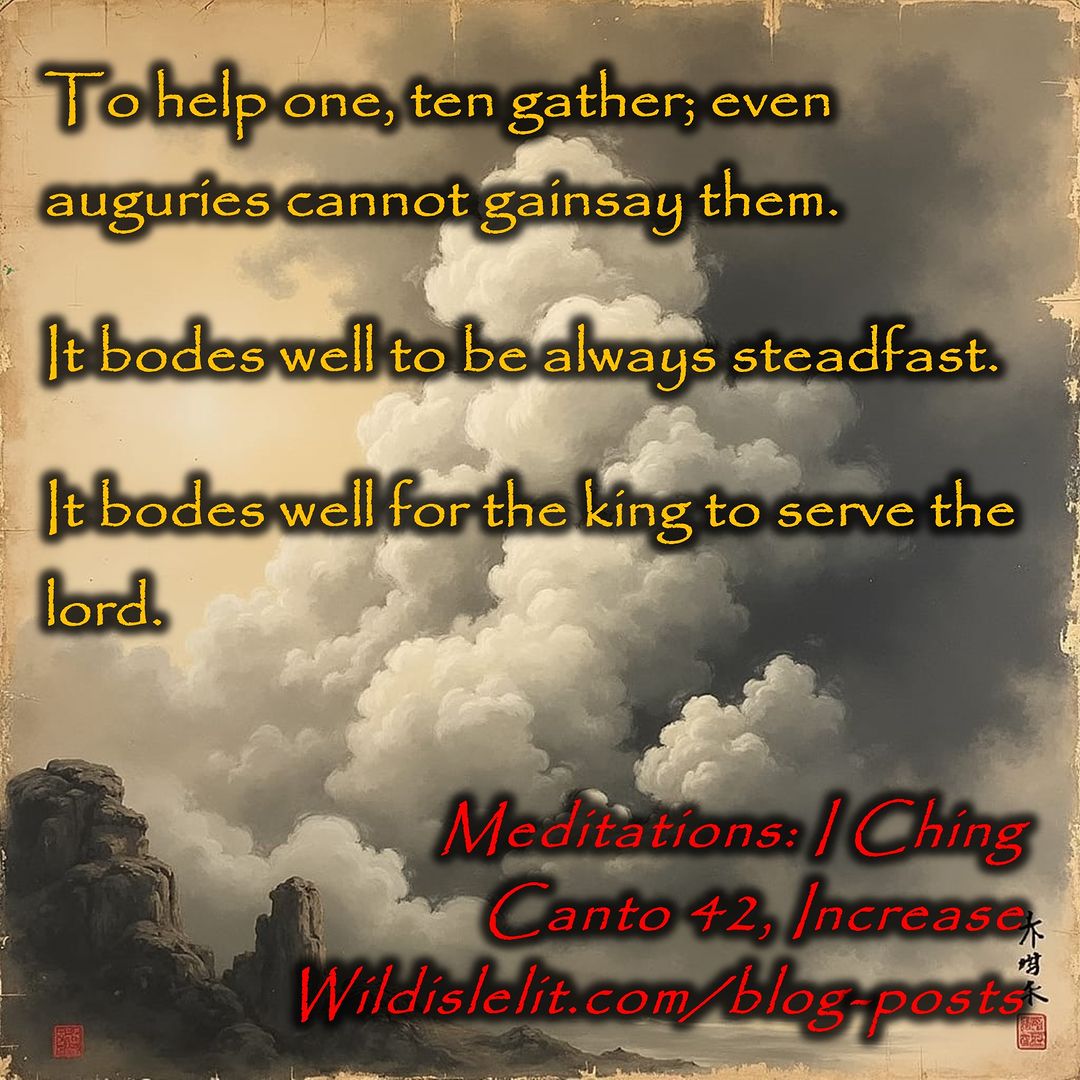 To help one, ten gather; even
auguries cannot gainsay them.
It bodes well to be always steadfast.
It bodes well for the king to serve the
lord.
Meditations: I Ching
Canto 42, Increase
Wildislelit.com/blog-posts